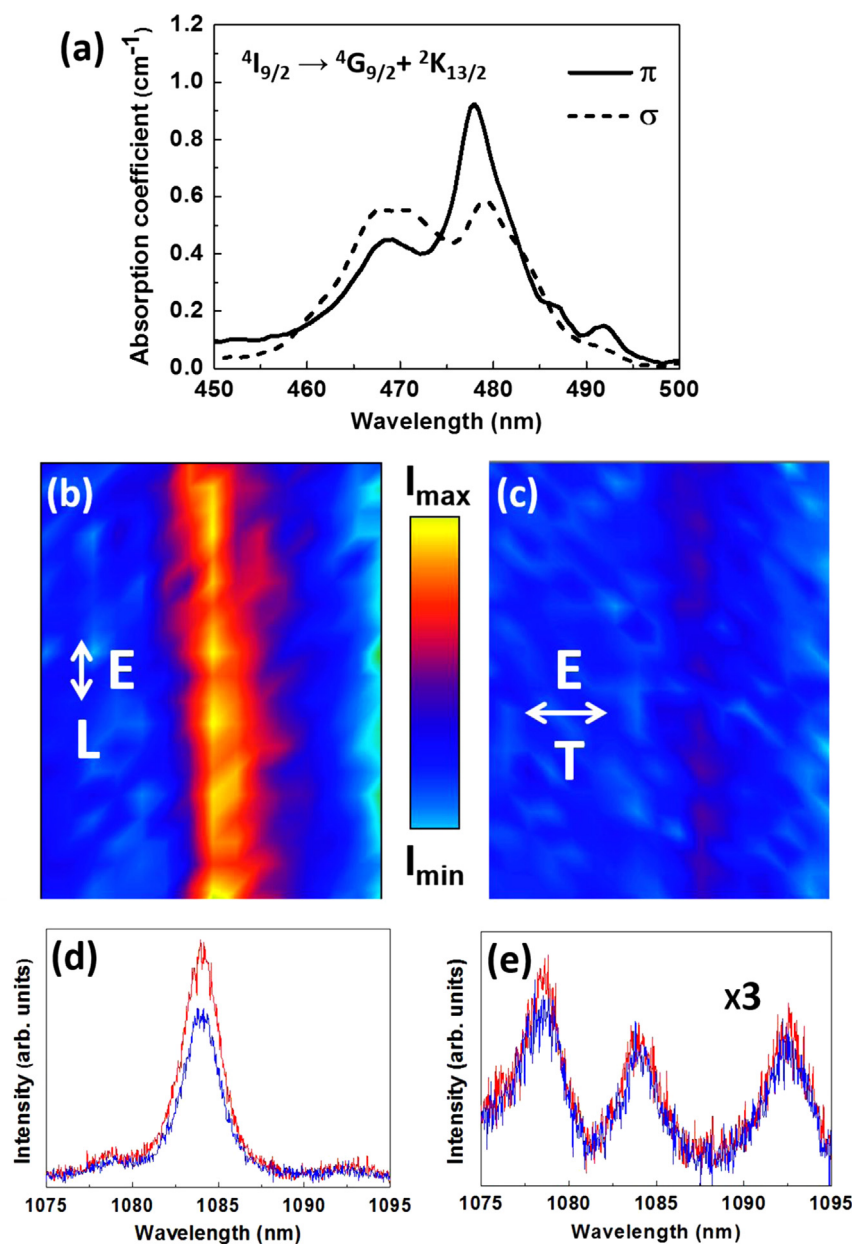 (a)
⁴I₉/₂ → ⁴G₉/₂+ ²K₁₃/₂
π
σ
Absorption coefficient (cm⁻¹)
1.2
1.0
0.8
0.6
0.4
0.2
0.0
450 460 470 480 490 500
Wavelength (nm)
(b)
E
L
Imax
Imin
(c)
E
T
(d)
Intensity (arb. units)
1075 1080 1085 1090 1095
Wavelength (nm)
(e)
x3
Intensity (arb. units)
1075 1080 1085 1090 1095
Wavelength (nm)